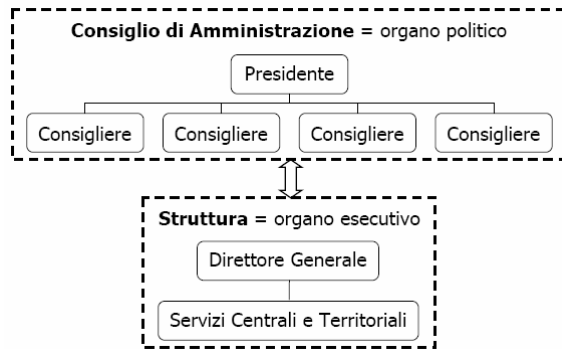 Consiglio di Amministrazione = organo politico
Presidente
Consigliere Consigliere Consigliere Consigliere
Struttura = organo esecutivo
Direttore Generale
Servizi Centrali e Territoriali